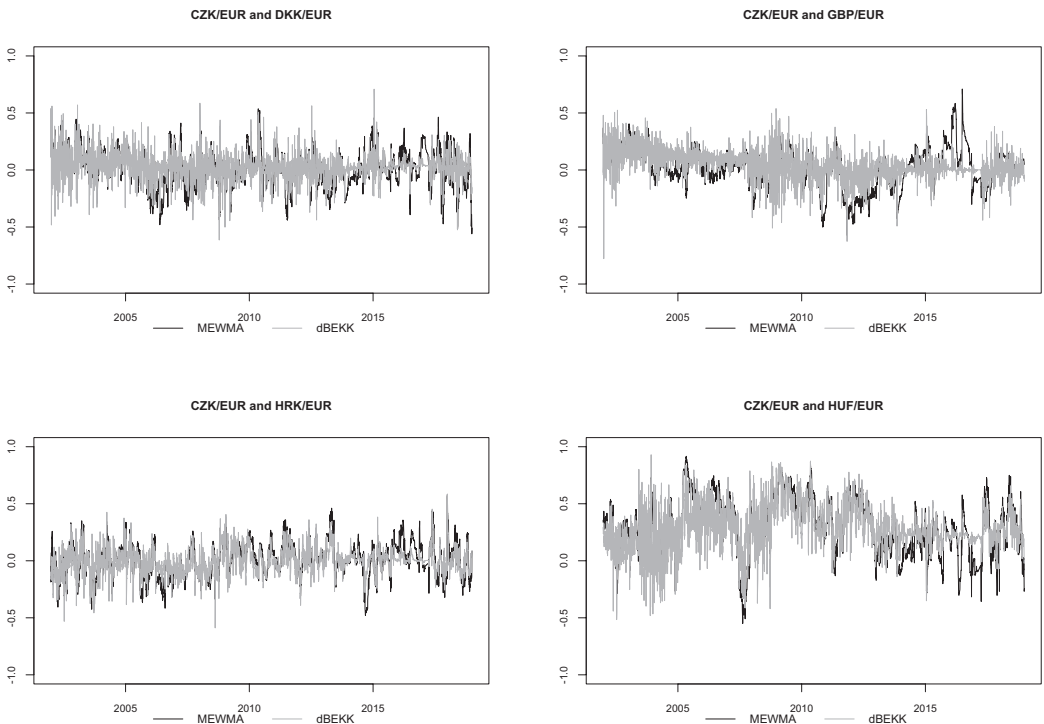 CZK/EUR and DKK/EUR
1.0
0.5
0.0
-0.5
-1.0
2005 2010 2015
MEWMA dBEKK
CZK/EUR and GBP/EUR
1.0
0.5
0.0
-0.5
-1.0
2005 2010 2015
MEWMA dBEKK
CZK/EUR and HRK/EUR
1.0
0.5
0.0
-0.5
-1.0
2005 2010 2015
MEWMA dBEKK
CZK/EUR and HUF/EUR
1.0
0.5
0.0
-0.5
-1.0
2005 2010 2015
MEWMA dBEKK